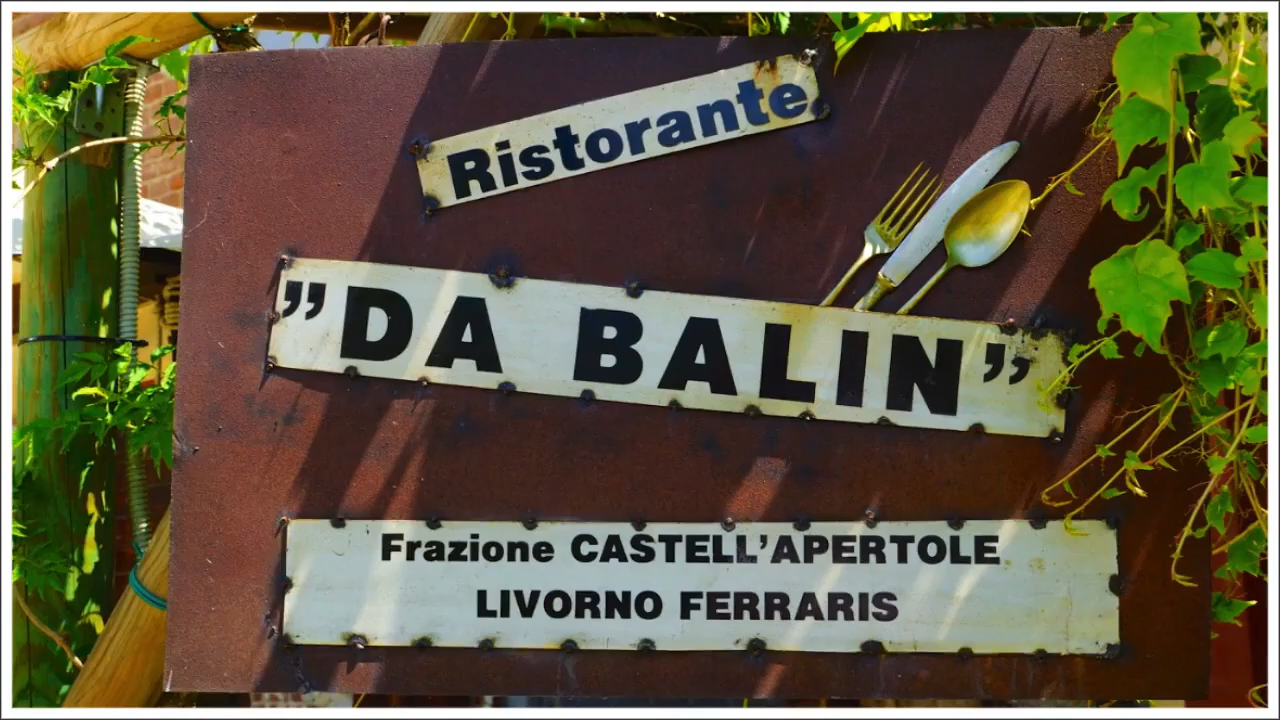 Ristorante
”DA BALIN”
Frazione CASTELL'APERTOLE
LIVORNO FERRARIS